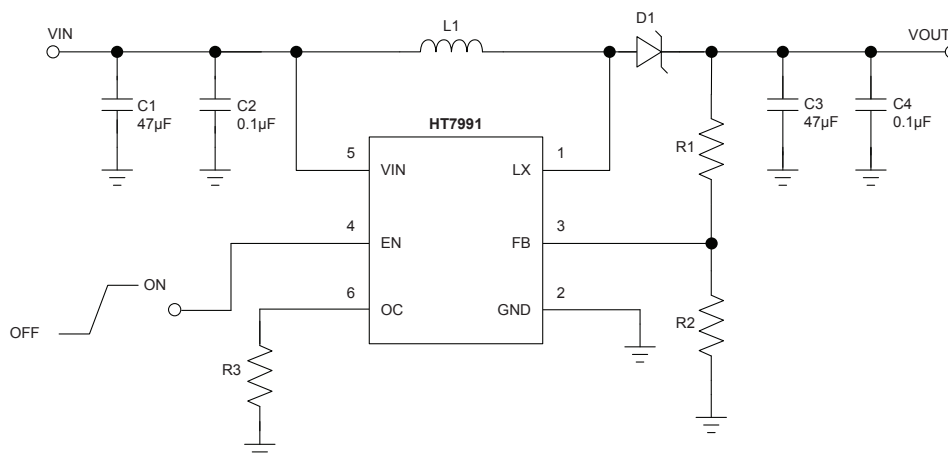 VIN
L1
D1
VOUT
C1
47µF
C2
0.1µF
HT7991
C3
47µF
C4
0.1µF
R1
5
VIN
LX
1
4
EN
FB
3
ON
OFF
6
OC
GND
2
R2
R3